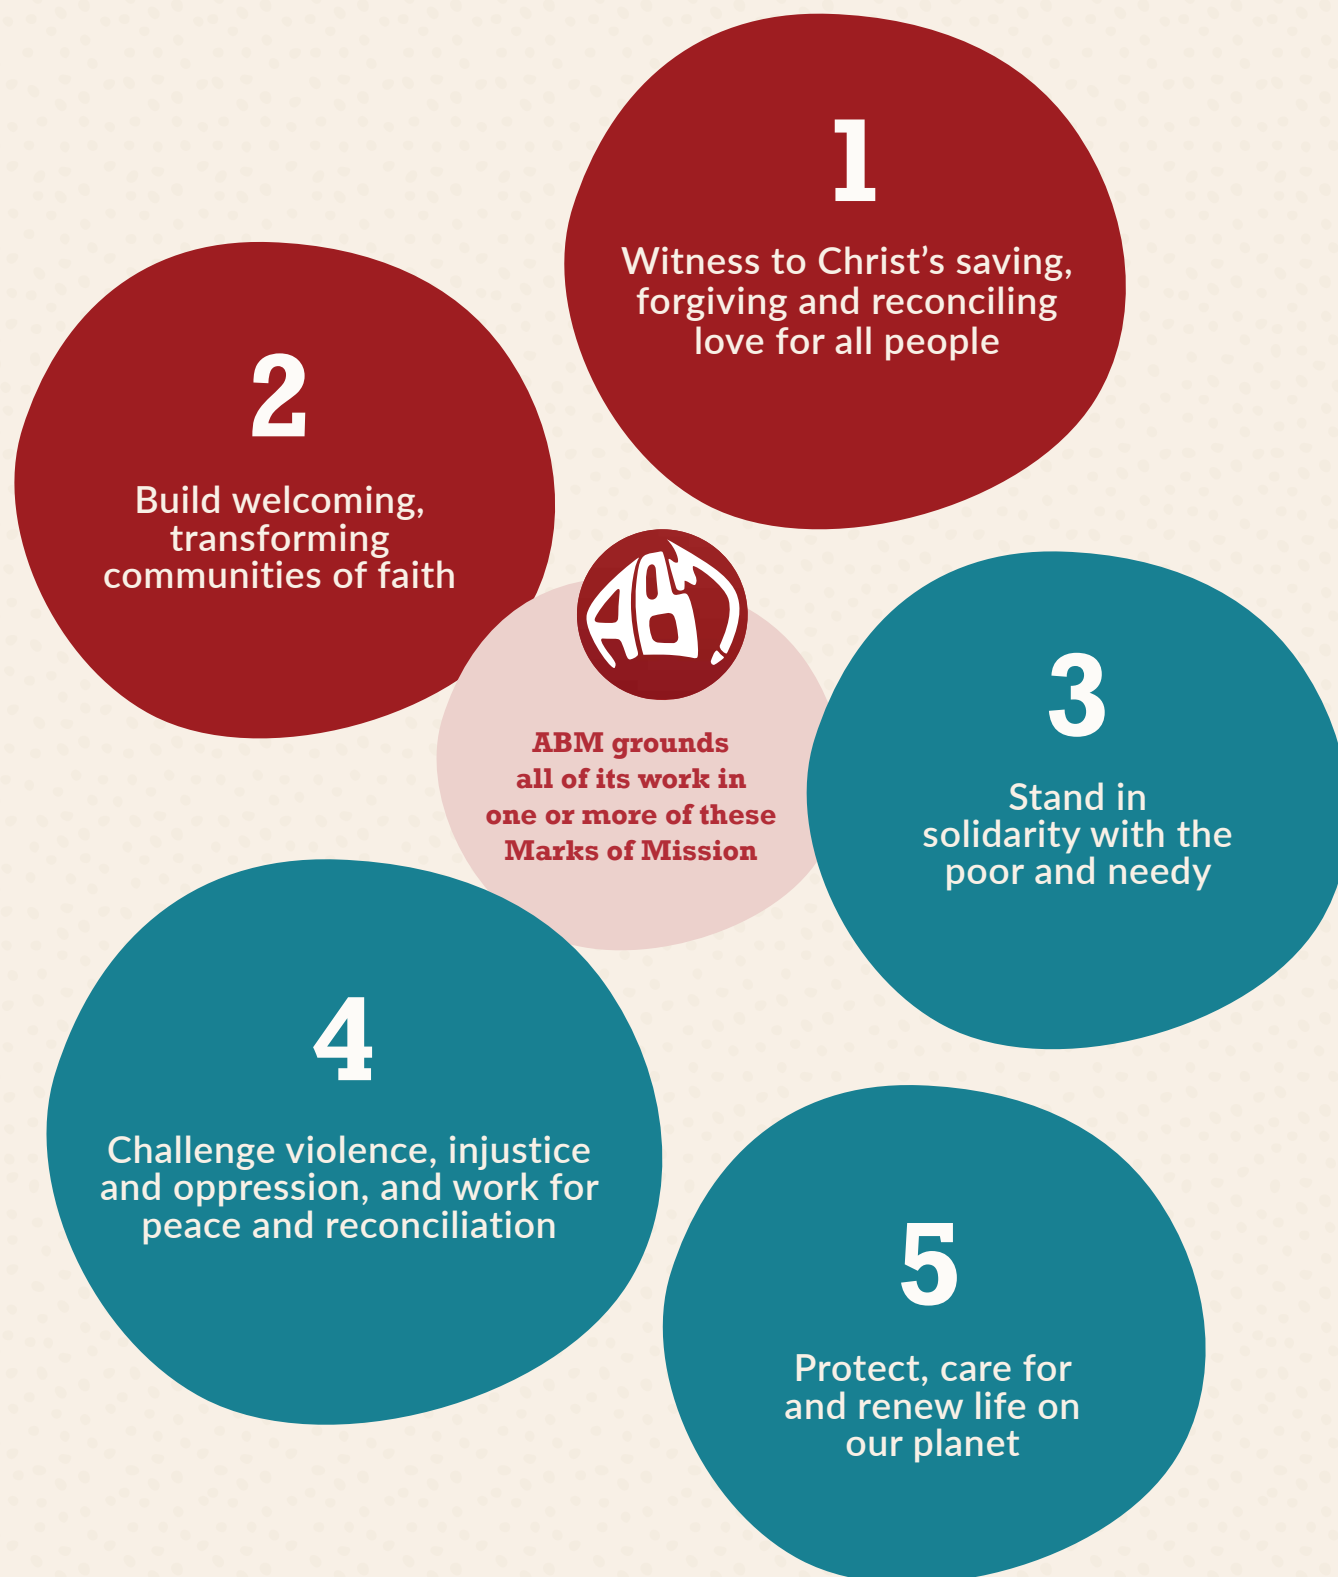 1
Witness to Christ’s saving,
forgiving and reconciling
love for all people
2
Build welcoming,
transforming
communities of faith
ABM
ABM grounds
all of its work in
one or more of these
Marks of Mission
3
Stand in
solidarity with the
poor and needy
4
Challenge violence, injustice
and oppression, and work for
peace and reconciliation
5
Protect, care for
and renew life on
our planet